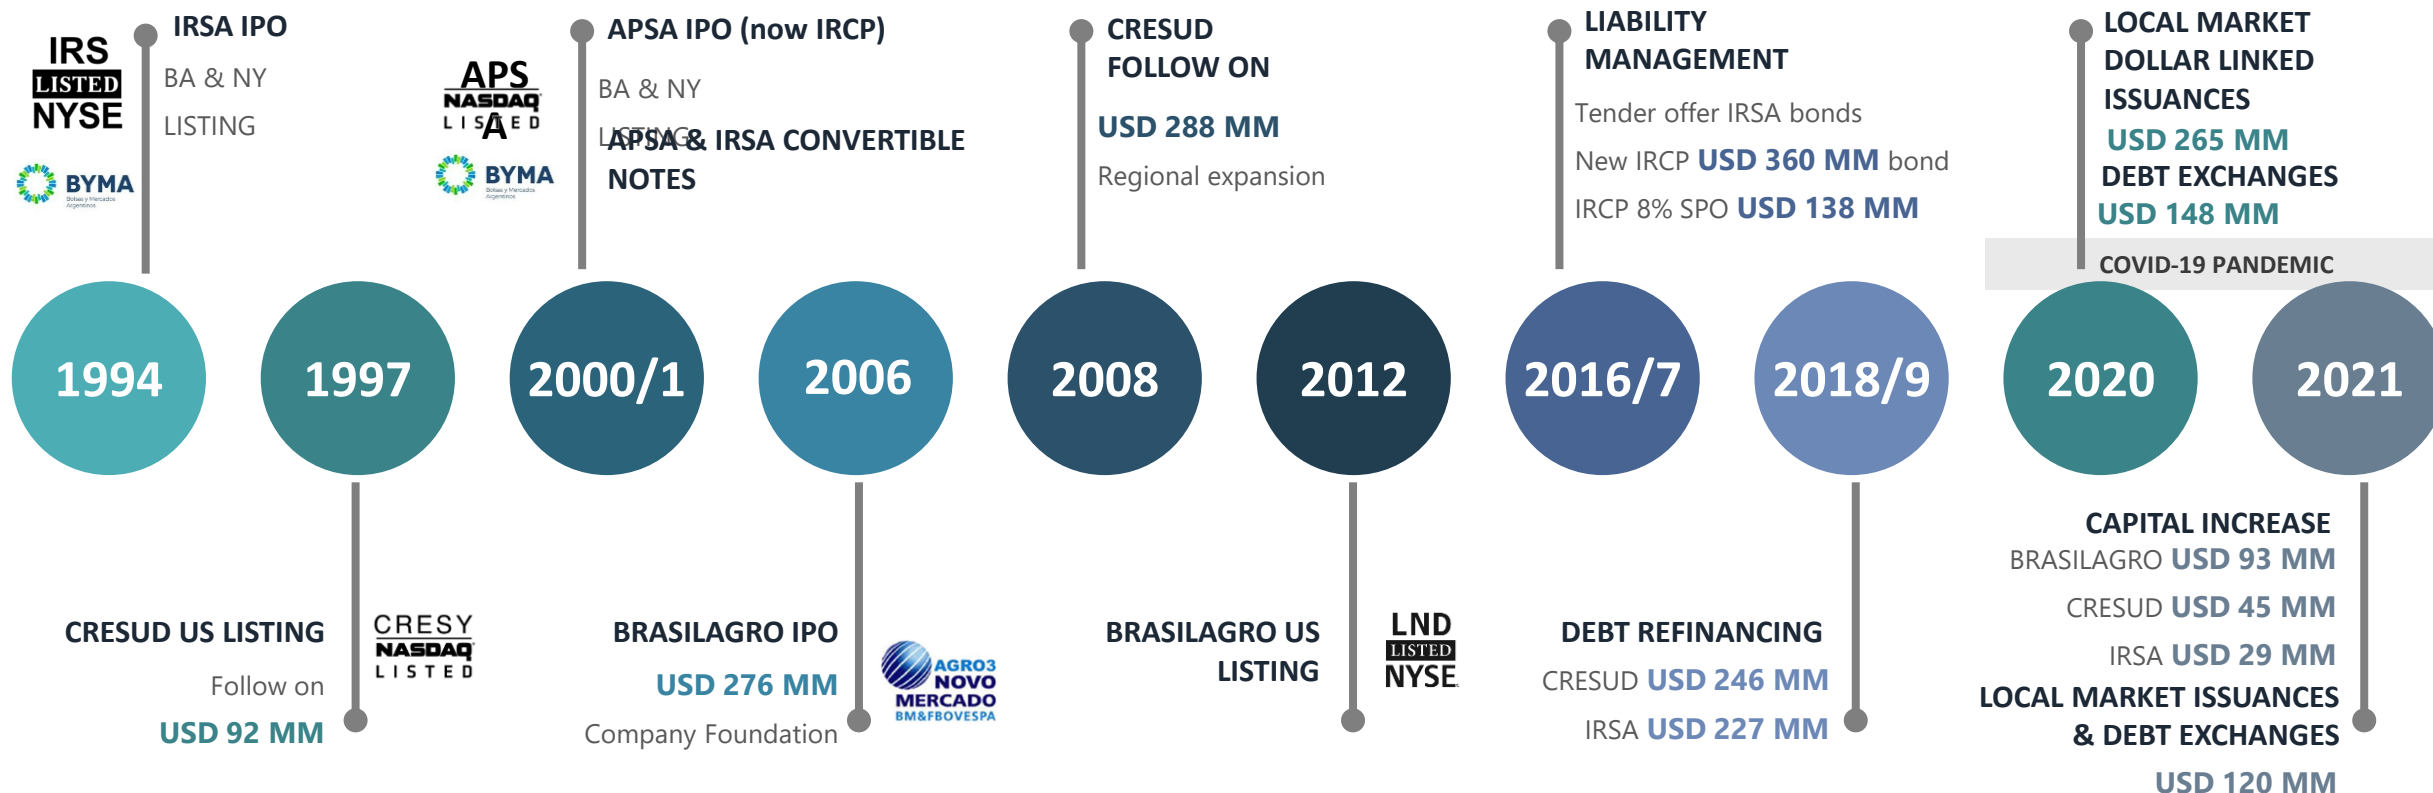 IRS
LISTED
NYSE
BYMA
Bolsas y Mercados
Argentinos
IRSA IPO
BA & NY
LISTING
APSA
NASDAQ
LISTED
BYMA
Bolsas y Mercados
Argentinos
APSA IPO (now IRCP)
BA & NY
LISTING
APSA & IRSA CONVERTIBLE
NOTES
CRESUD
FOLLOW ON
USD 288 MM
Regional expansion
LIABILITY
MANAGEMENT
Tender offer IRSA bonds
New IRCP USD 360 MM bond
IRCP 8% SPO USD 138 MM
LOCAL MARKET
DOLLAR LINKED
ISSUANCES
USD 265 MM
DEBT EXCHANGES
USD 148 MM
COVID-19 PANDEMIC
1994
1997
2000/1
2006
2008
2012
2016/7
2018/9
2020
2021
CRESUD US LISTING
Follow on
USD 92 MM
CRESY
NASDAQ
LISTED
BRASILAGRO IPO
USD 276 MM
Company Foundation
AGRO3
NOVO
MERCADO
BM&FBOVESPA
BRASILAGRO US
LISTING
LND
LISTED
NYSE
DEBT REFINANCING
CRESUD USD 246 MM
IRSA USD 227 MM
CAPITAL INCREASE
BRASILAGRO USD 93 MM
CRESUD USD 45 MM
IRSA USD 29 MM
LOCAL MARKET ISSUANCES
& DEBT EXCHANGES
USD 120 MM